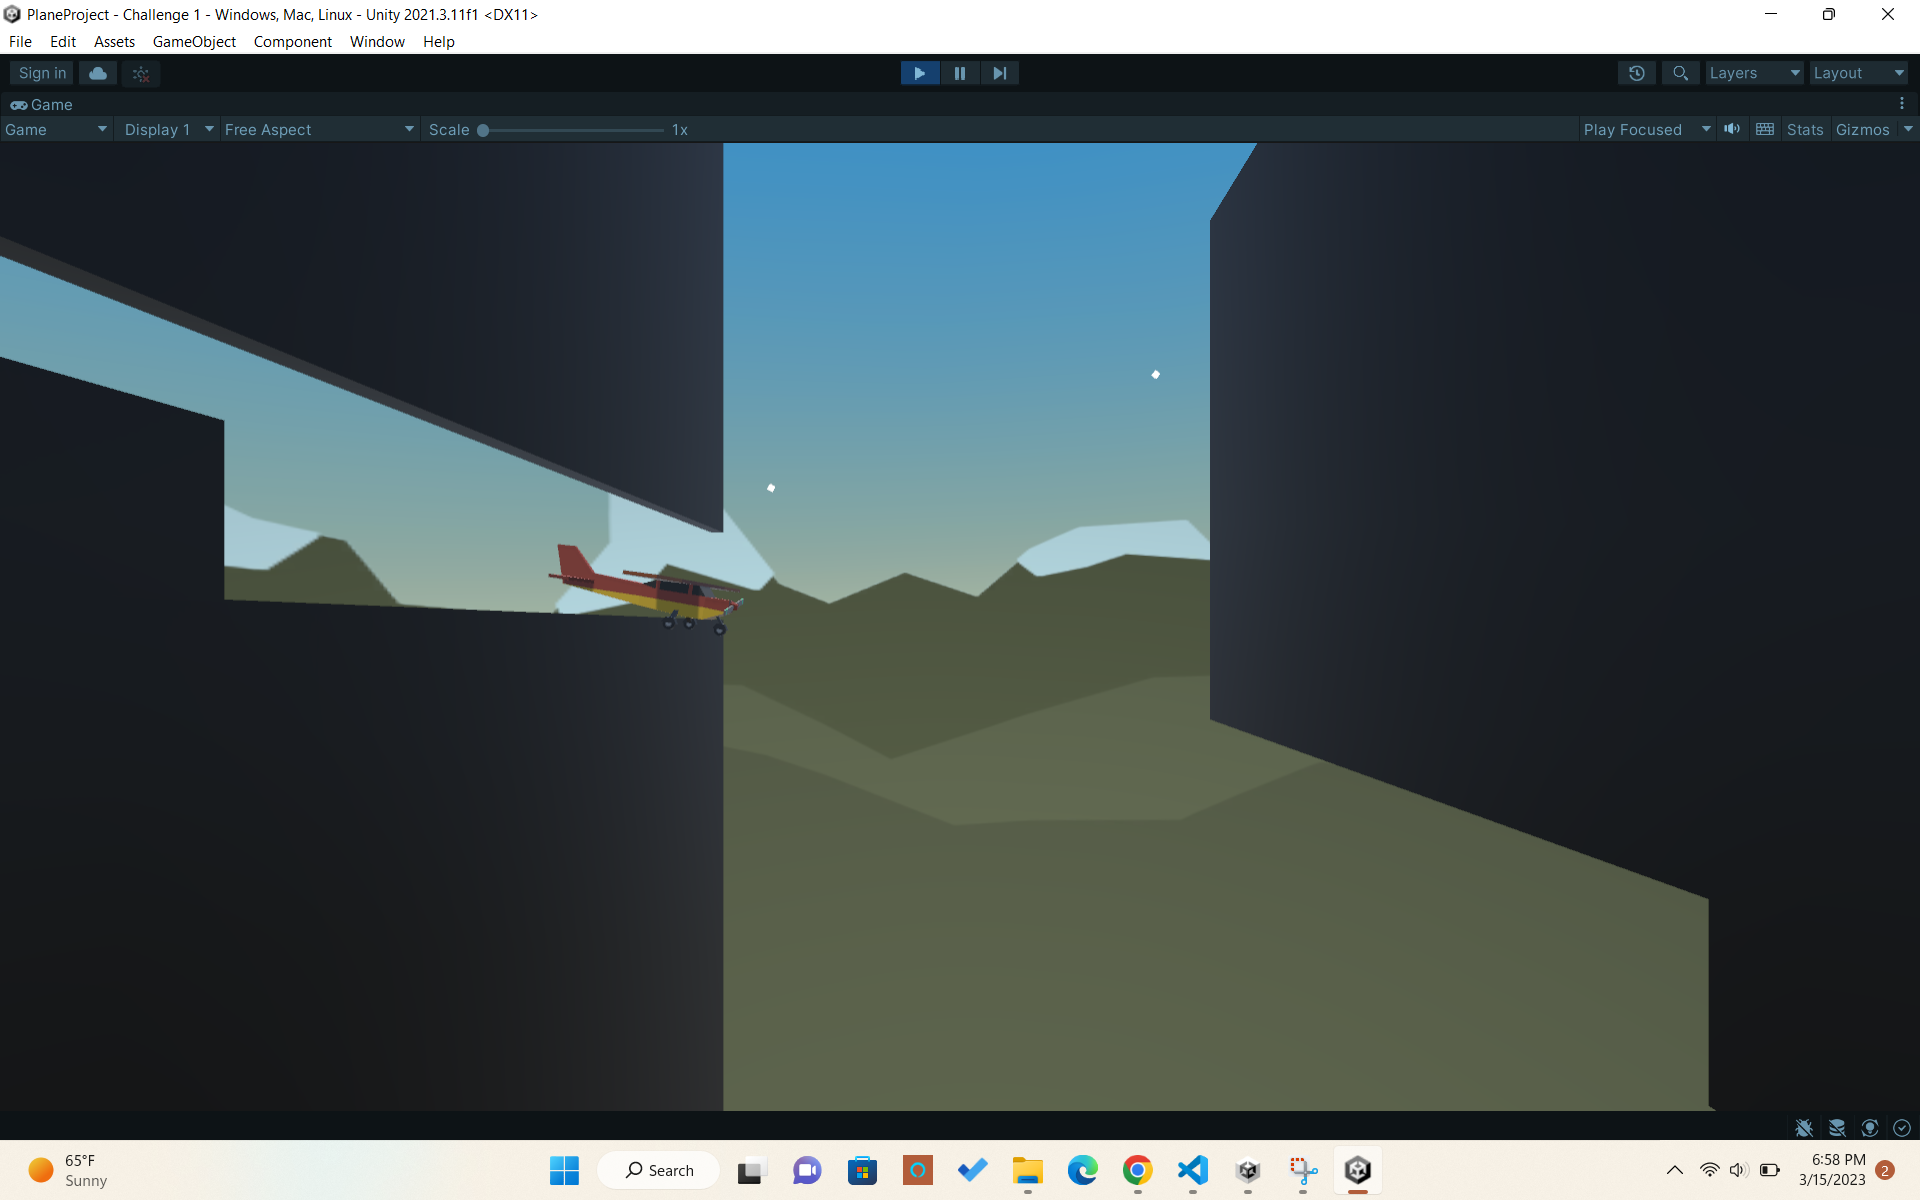 PlaneProject - Challenge 1 - Windows, Mac, Linux - Unity 2021.3.11f1 <DX11>
File Edit Assets GameObject Component Window Help
Sign in Layers Layout
Game
Game Display 1 Free Aspect Scale 1x Play Focused Stats Gizmos
65°F
Sunny
Search
6:58 PM
3/15/2023
2